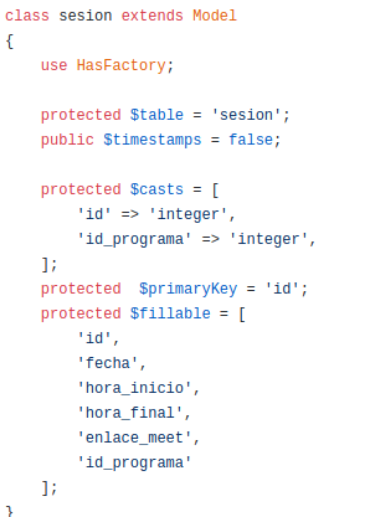 class sesion extends Model
{
    use HasFactory;

    protected $table = 'sesion';
    public $timestamps = false;

    protected $casts = [
        'id' => 'integer',
        'id_programa' => 'integer',
    ];
    protected  $primaryKey = 'id';
    protected $fillable = [
        'id',
        'fecha',
        'hora_inicio',
        'hora_final',
        'enlace_meet',
        'id_programa'
    ];
}